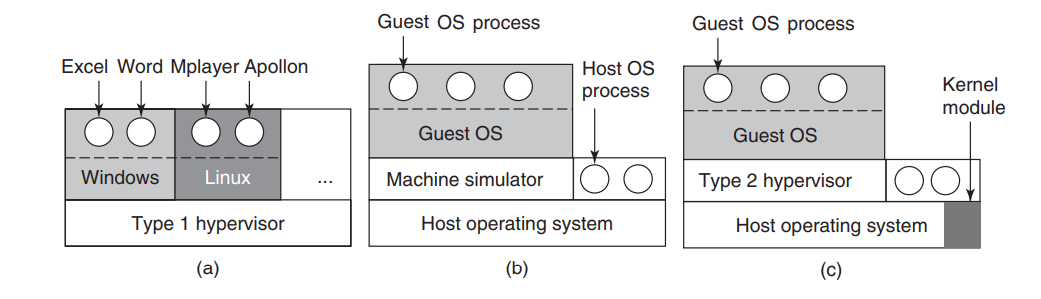 Excel Word Mplayer Apollon
Windows
Linux
...
Type 1 hypervisor
(a)
Guest OS process
Host OS
process
Guest OS
Machine simulator
Host operating system
(b)
Guest OS process
Kernel
module
Guest OS
Type 2 hypervisor
Host operating system
(c)